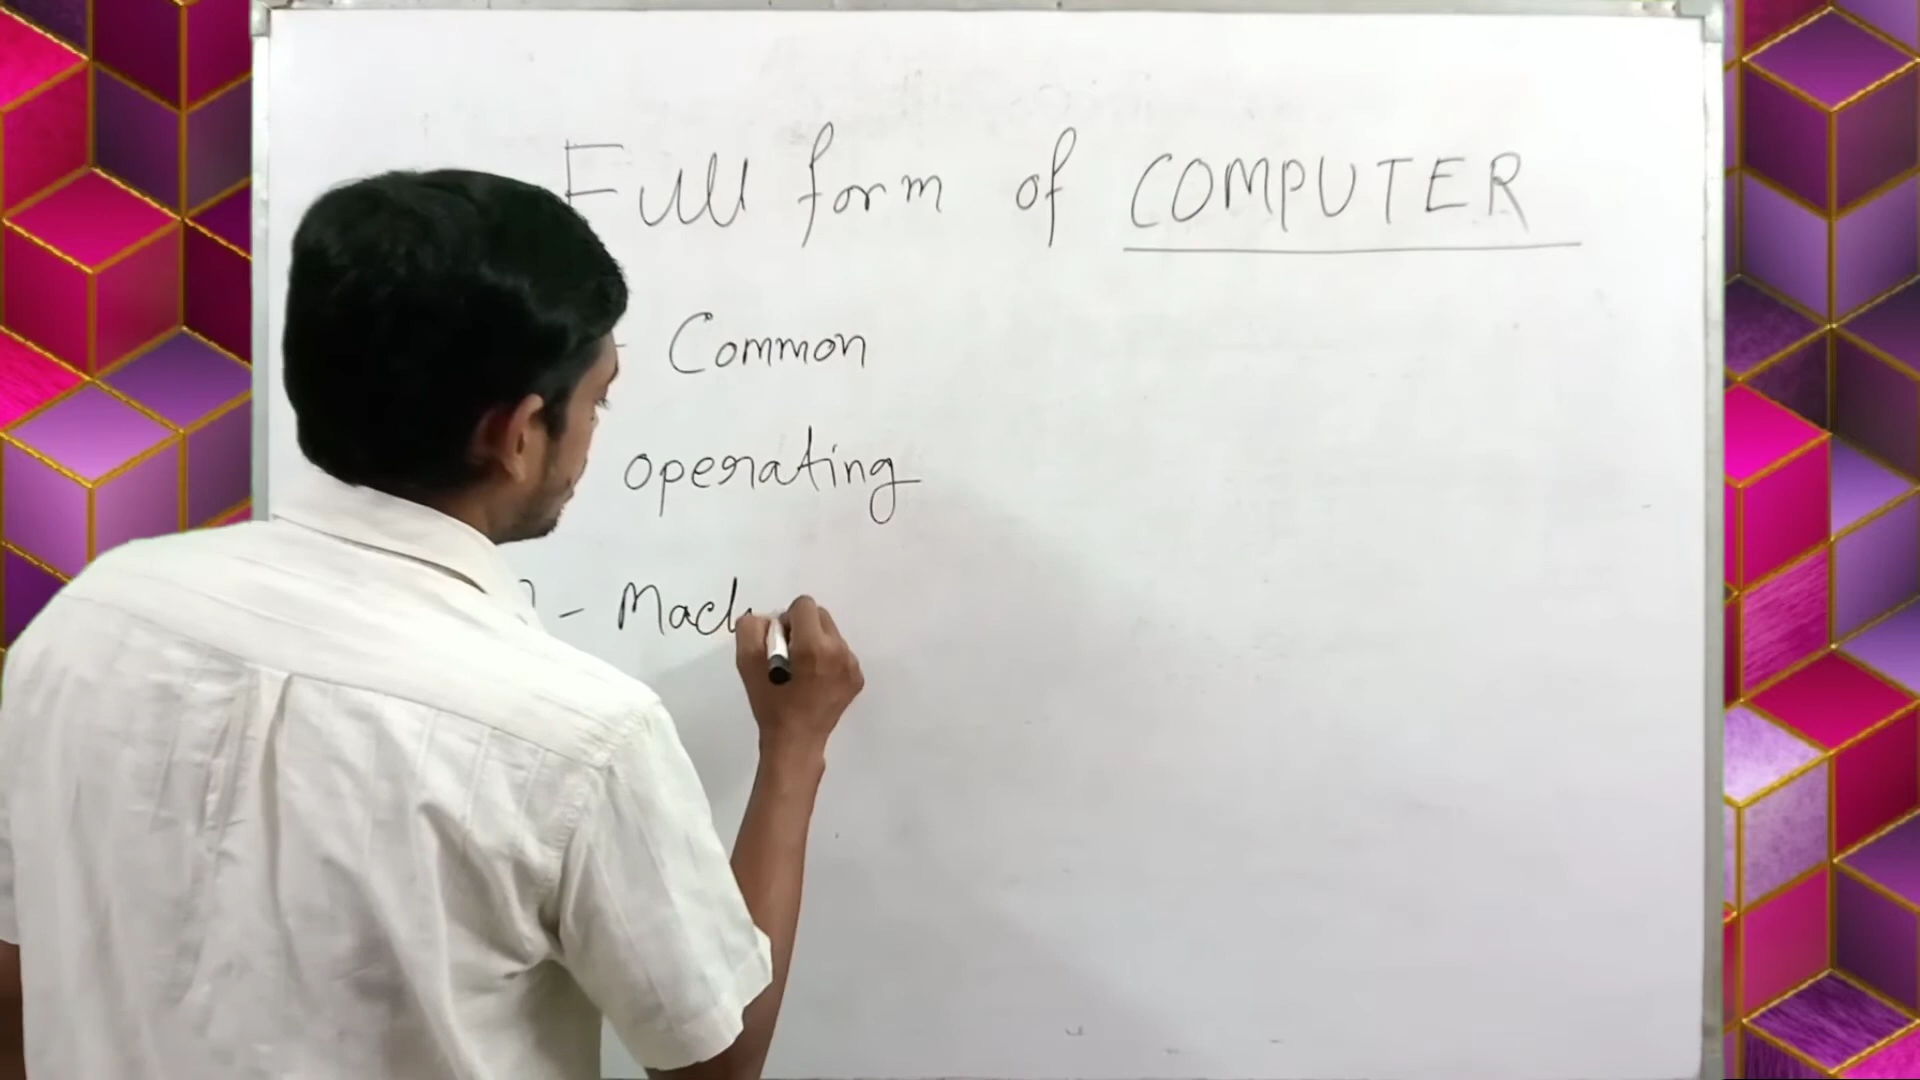 Full form of COMPUTER
- Common
operating
- Mach